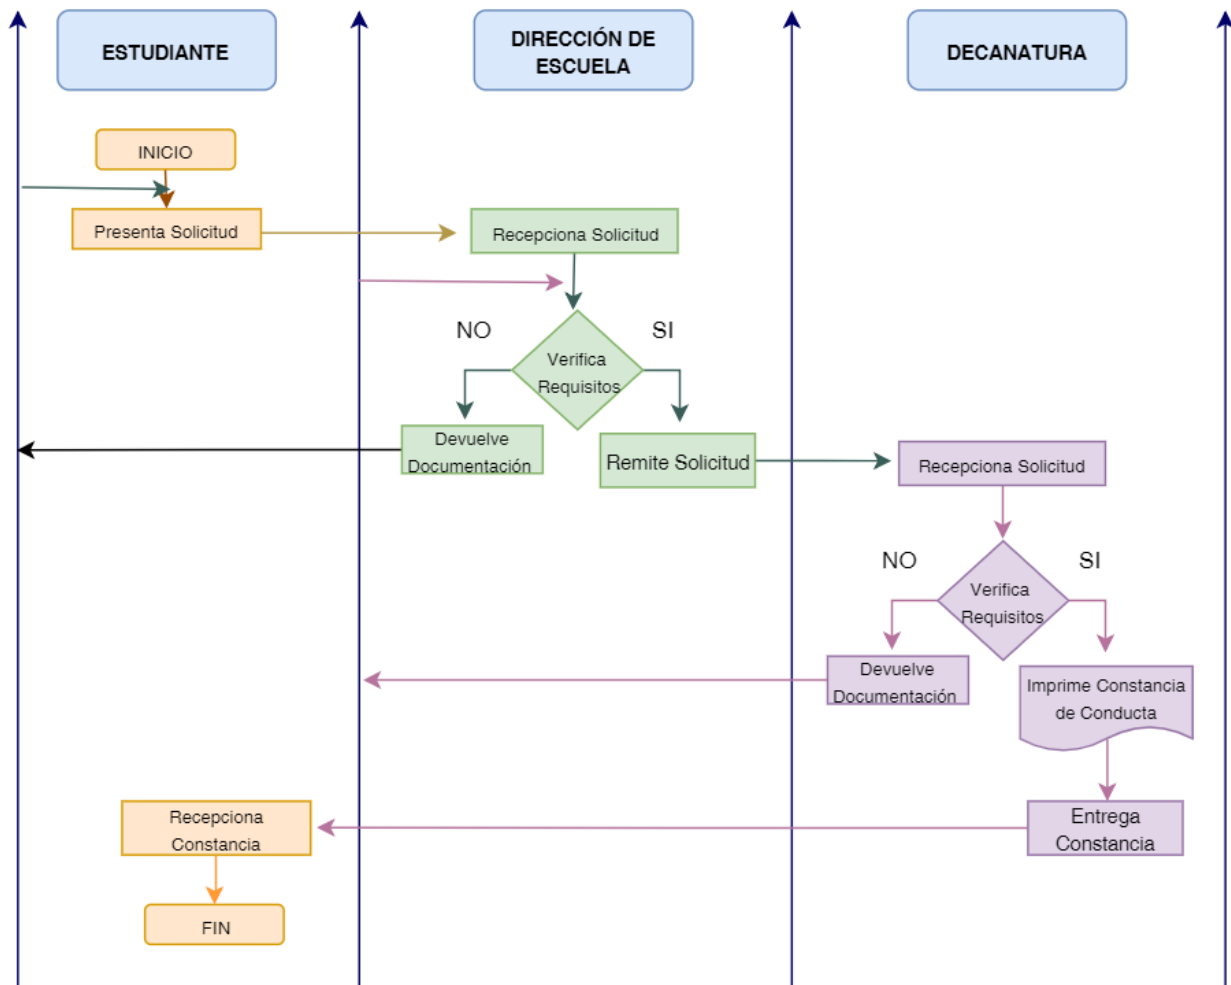 ESTUDIANTE
DIRECCIÓN DE
ESCUELA
DECANATURA
INICIO
Presenta Solicitud
Recepciona Solicitud
NO
SI
Verifica
Requisitos
Devuelve
Documentación
Remite Solicitud
Recepciona Solicitud
NO
SI
Verifica
Requisitos
Devuelve
Documentación
Imprime Constancia
de Conducta
Recepciona
Constancia
Entrega
Constancia
FIN